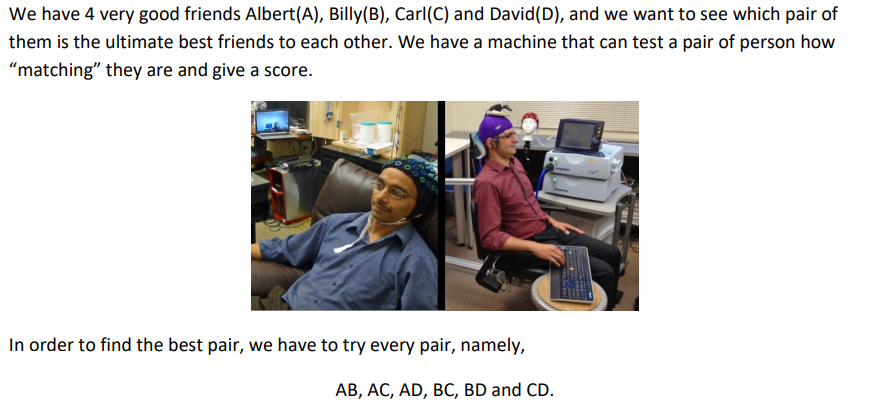 We have 4 very good friends Albert(A), Billy(B), Carl(C) and David(D), and we want to see which pair of
them is the ultimate best friends to each other. We have a machine that can test a pair of person how
“matching” they are and give a score.
In order to find the best pair, we have to try every pair, namely,
AB, AC, AD, BC, BD and CD.